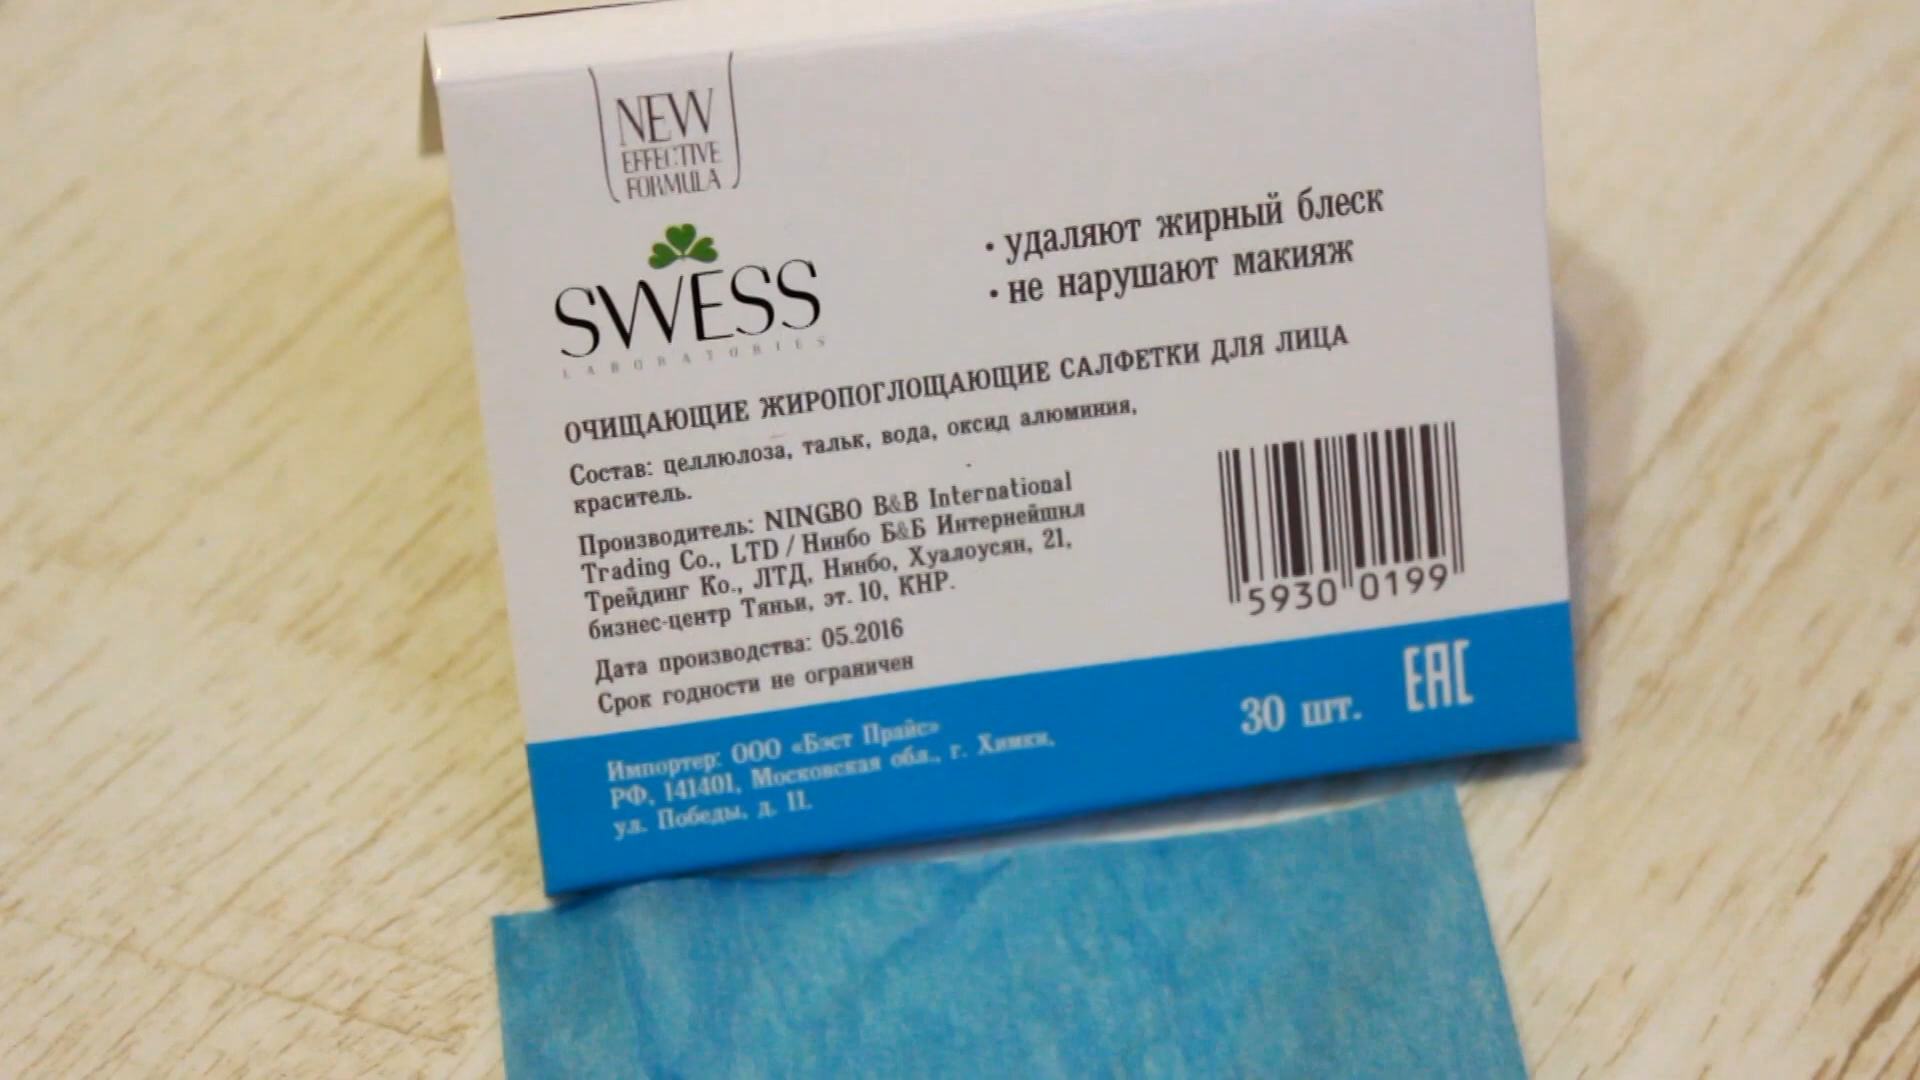 NEW
EFFECTIVE
FORMULA
SWESS
LABORATORIES
• удаляют жирный блеск
• не нарушают макияж
ОЧИЩАЮЩИЕ ЖИРОПОГЛОЩАЮЩИЕ САЛФЕТКИ ДЛЯ ЛИЦА
Состав: целлюлоза, тальк, вода, оксид алюминия,
краситель.
Производитель: NINGBO B&B International
Trading Co., LTD / Нинбо Б&Б Интернейшнл
Трейдинг Ко., ЛТД, Нинбо, Хуалоусян, 21,
бизнес-центр Тяньи, эт. 10, КНР.
Дата производства: 05.2016
Срок годности не ограничен
5930 0199
Импортер: ООО «Бэст Прайс»
РФ, 141401, Московская обл., г. Химки,
ул. Победы, д. 11.
30 шт.
EAC